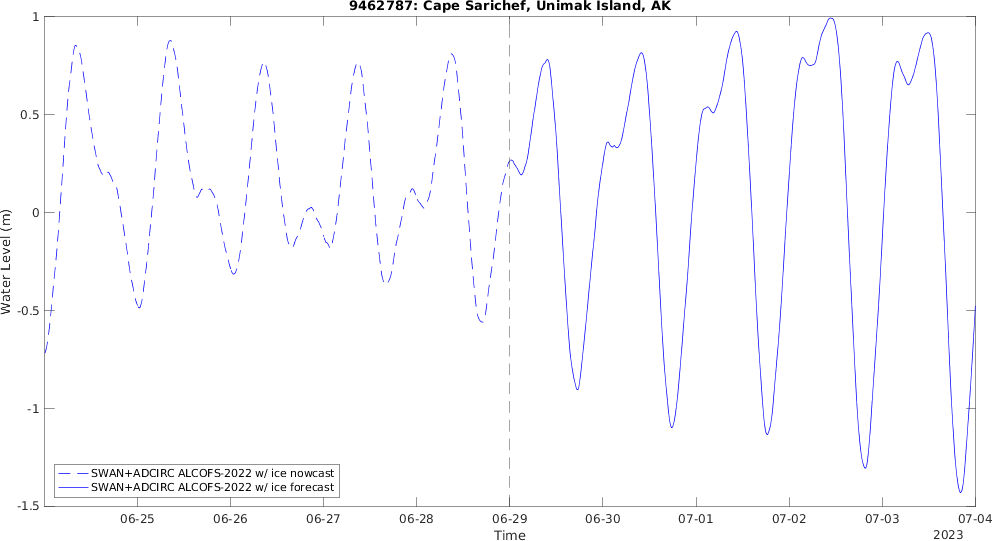 9462787: Cape Sarichef, Unimak Island, AK
Water Level (m)
1
0.5
0
-0.5
-1
-1.5
SWAN+ADCIRC ALCOFS-2022 w/ ice nowcast
SWAN+ADCIRC ALCOFS-2022 w/ ice forecast
06-25 06-26 06-27 06-28 06-29 06-30 07-01 07-02 07-03 07-04
Time
2023